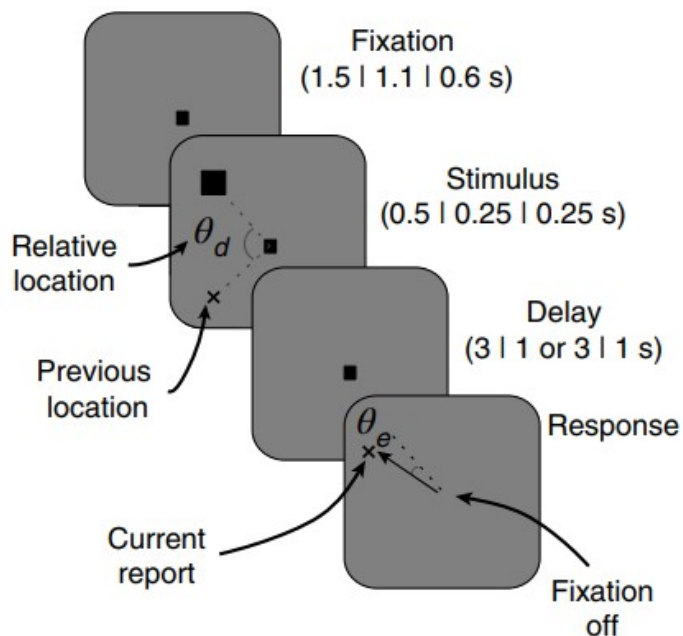 Fixation
(1.5 | 1.1 | 0.6 s)
Stimulus
(0.5 | 0.25 | 0.25 s)
Relative
location
θd
Delay
(3 | 1 or 3 | 1 s)
Previous
location
θe
Response
Current
report
Fixation
off